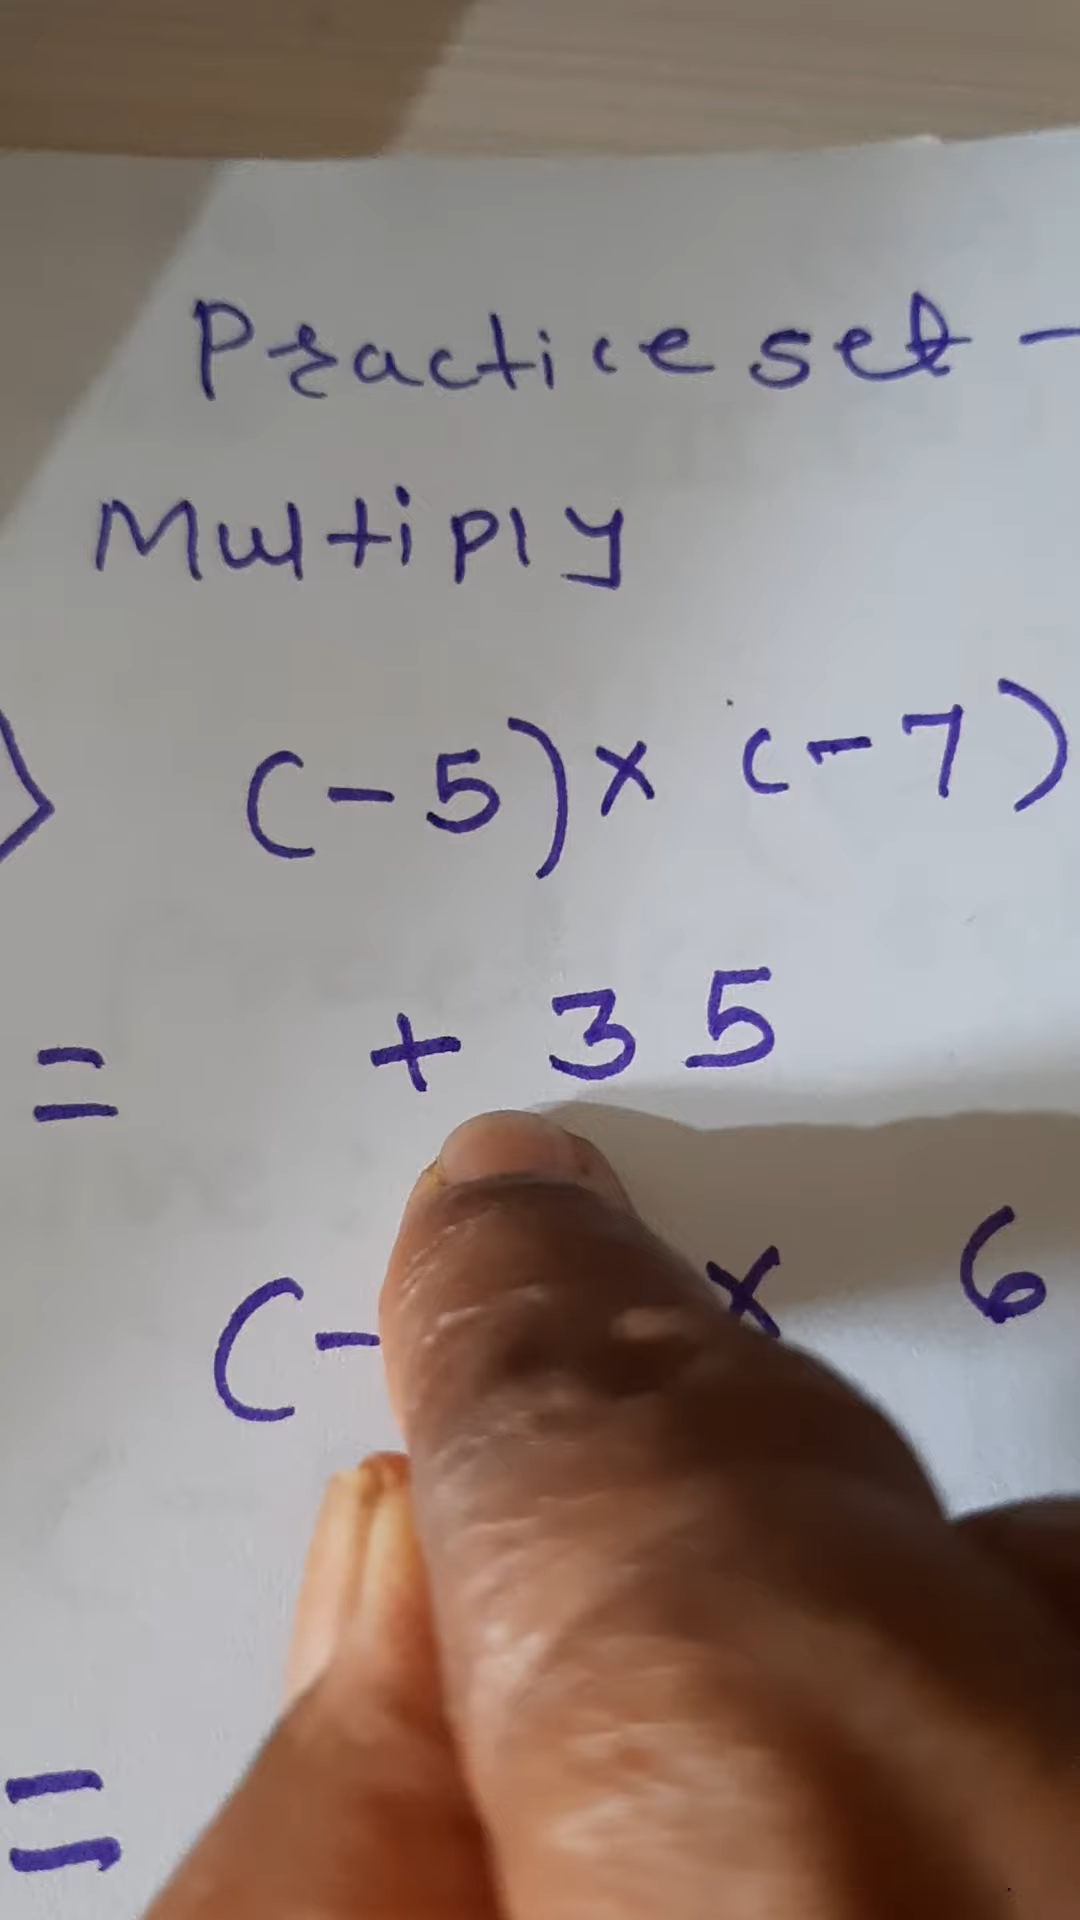 Practice set -
Multiply
(-5) × (-7)
= + 35
(- × 6
=